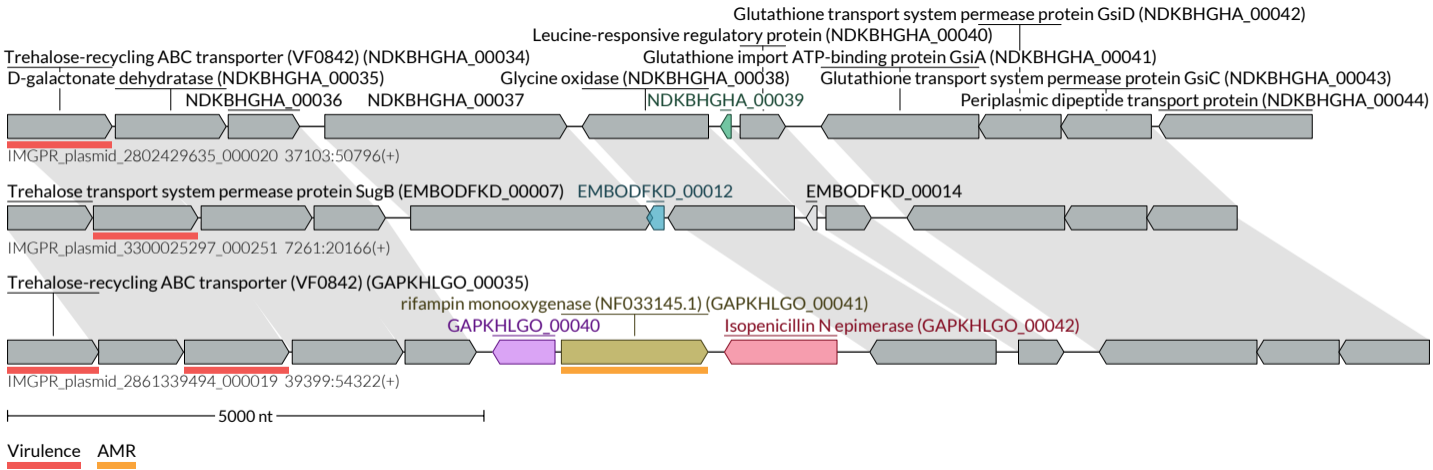 Glutathione transport system permease protein GsiD (NDKBHGHA_00042)
Leucine-responsive regulatory protein (NDKBHGHA_00040)
Trehalose-recycling ABC transporter (VF0842) (NDKBHGHA_00034)
Glutathione import ATP-binding protein GsiA (NDKBHGHA_00041)
D-galactonate dehydratase (NDKBHGHA_00035)
Glycine oxidase (NDKBHGHA_00038)
Glutathione transport system permease protein GsiC (NDKBHGHA_00043)
NDKBHGHA_00036
NDKBHGHA_00037
NDKBHGHA_00039
Periplasmic dipeptide transport protein (NDKBHGHA_00044)
IMGPR_plasmid_2802429635_000020 37103:50796(+)
Trehalose transport system permease protein SugB (EMBODFKD_00007)
EMBODFKD_00012
EMBODFKD_00014
IMGPR_plasmid_3300025297_000251 7261:20166(+)
Trehalose-recycling ABC transporter (VF0842) (GAPKHLGO_00035)
rifampin monooxygenase (NF033145.1) (GAPKHLGO_00041)
GAPKHLGO_00040
Isopenicillin N epimerase (GAPKHLGO_00042)
IMGPR_plasmid_2861339494_000019 39399:54322(+)
5000 nt
Virulence
AMR